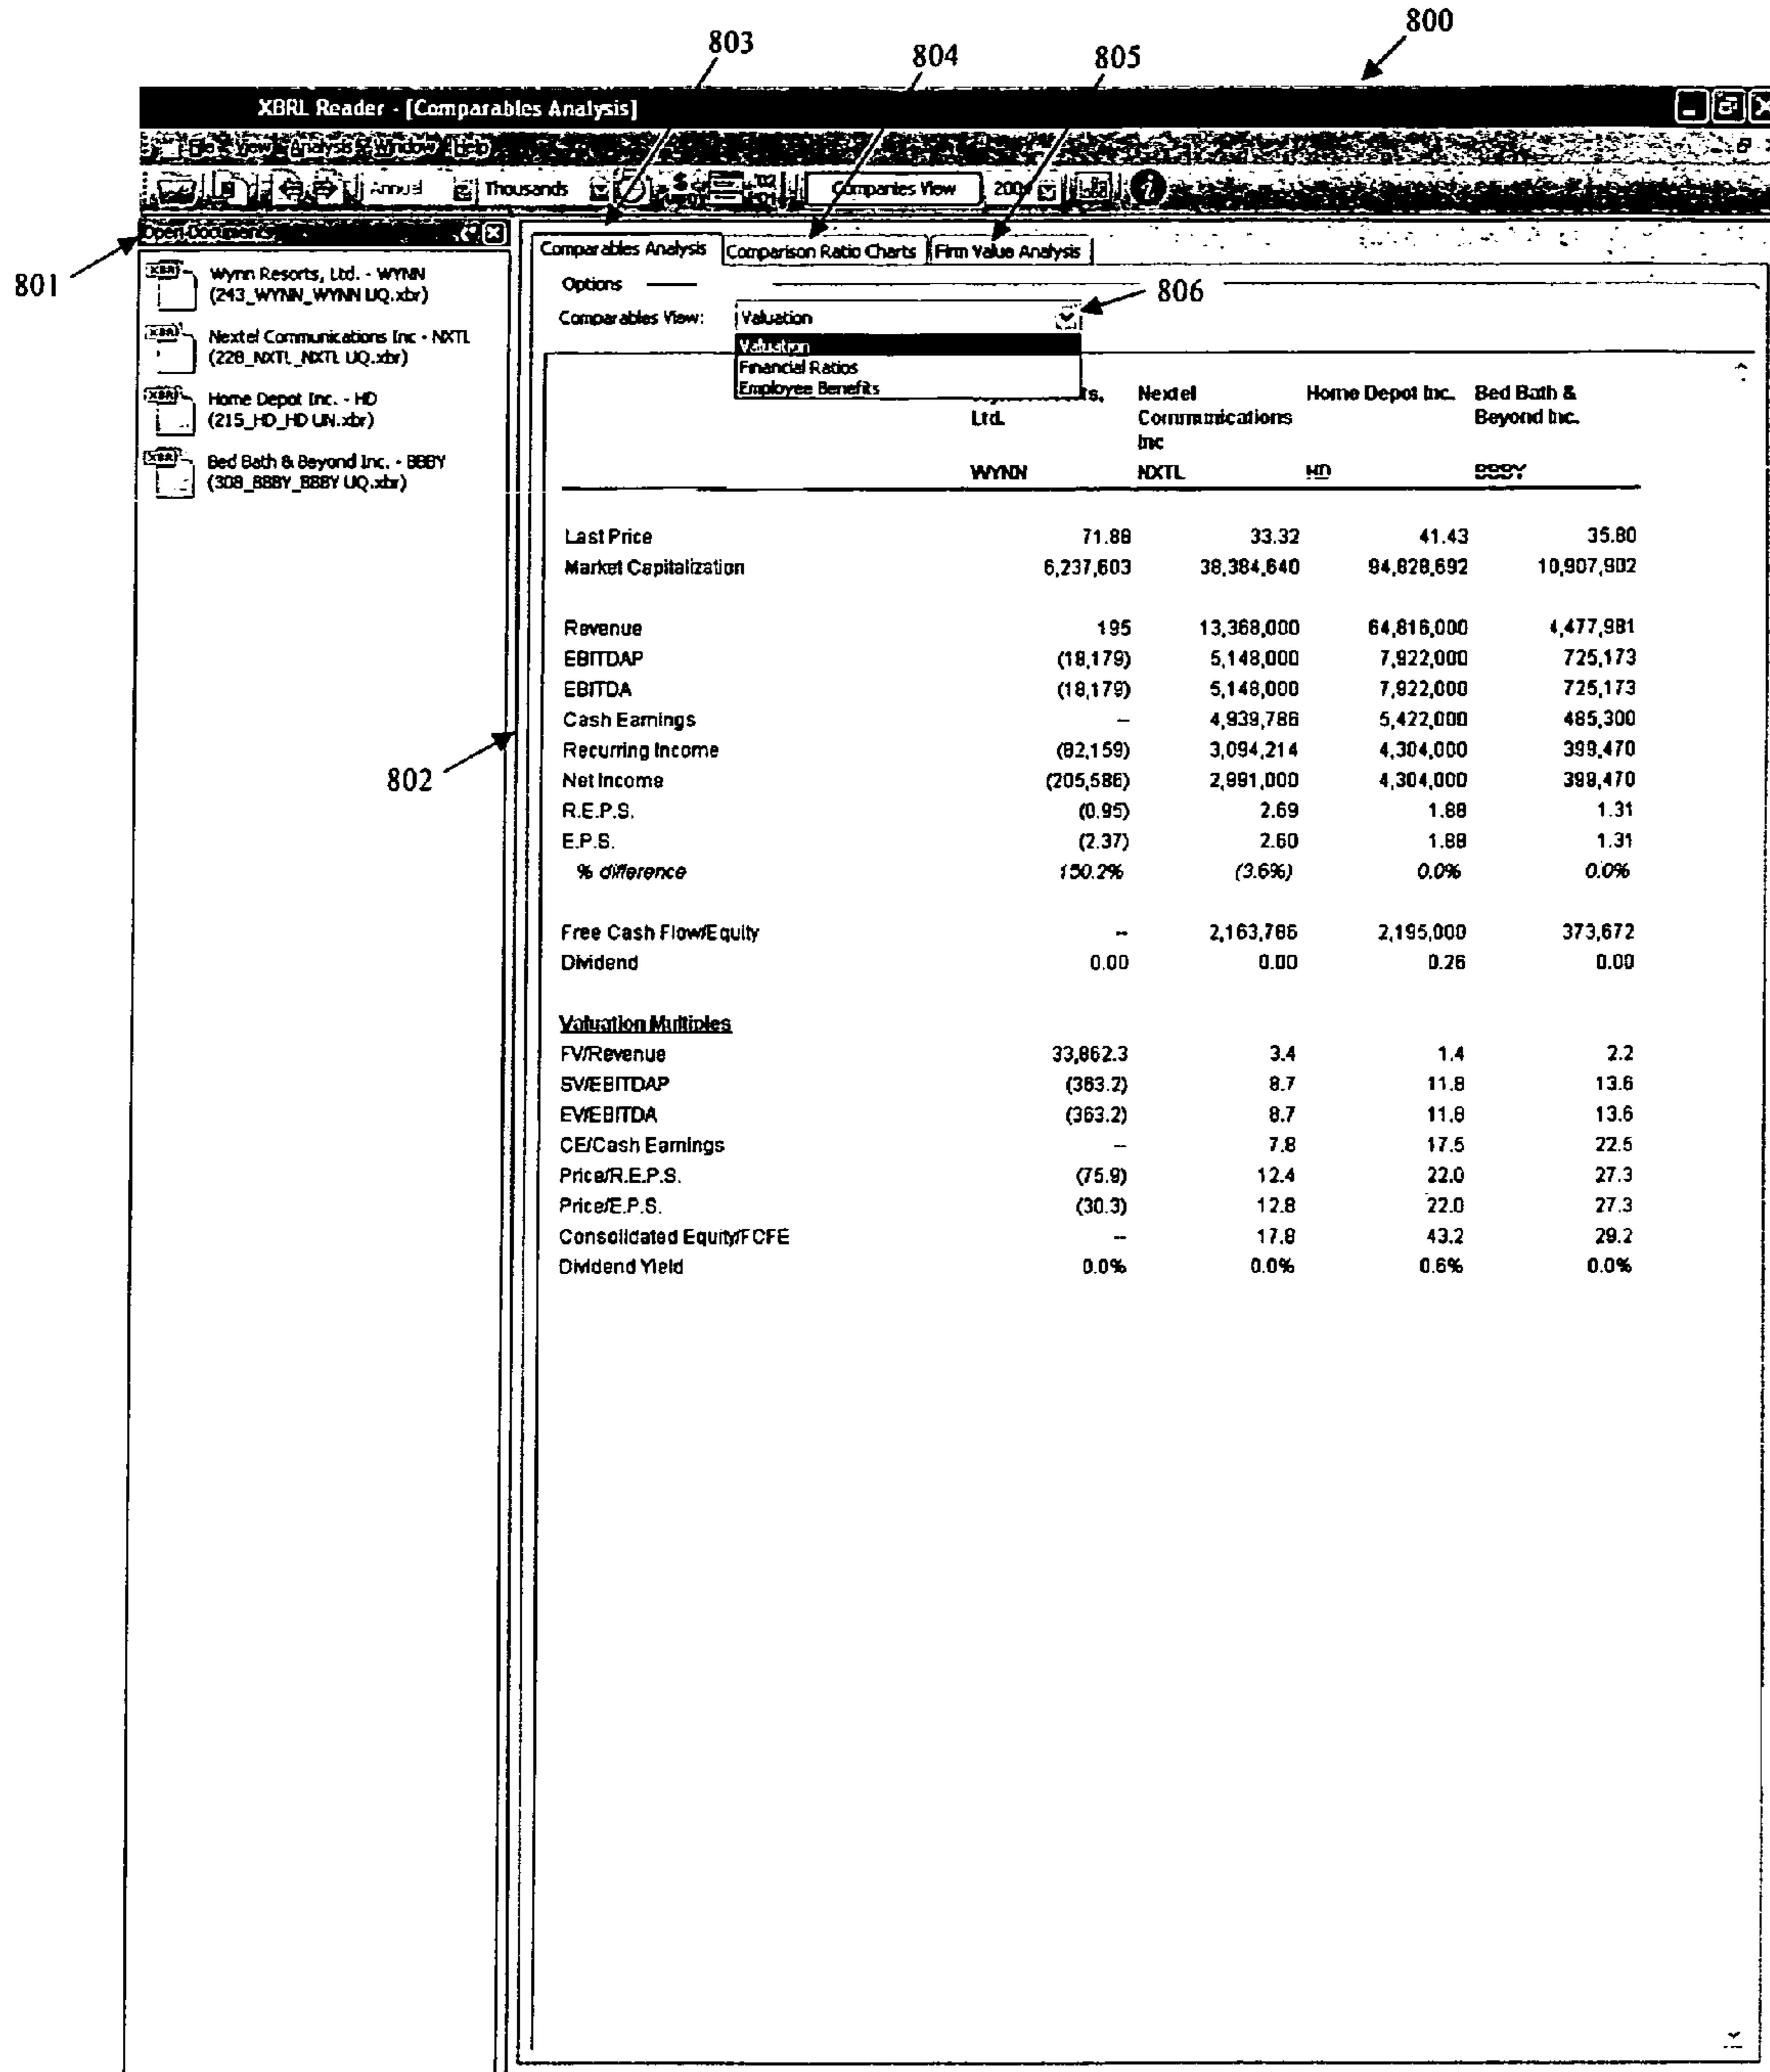 800
803 804 805
XBRL Reader - [Comparables Analysis]
File View Analysis Window Help
Annual Thousands Companies View
801
Open Documents
Wynn Resorts, Ltd. - WYNN
(243_WYNN_WYNN UQ.xbr)
Nextel Communications Inc - NXTL
(228_NXTL_NXTL UQ.xbr)
Home Depot Inc. - HD
(215_HD_HD UN.xbr)
Bed Bath & Beyond Inc. - BBBY
(308_BBBY_BBBY UQ.xbr)
802
Comparables Analysis Comparison Ratio Charts Firm Value Analysis
Options
806
Comparables View: Valuation
Valuation
Financial Ratios
Employee Benefits
Ltd. Nextel Communications Inc Home Depot Inc. Bed Bath & Beyond Inc.
WYNN NXTL HD BBBY
Last Price 71.88 33.32 41.43 35.80
Market Capitalization 6,237,603 38,384,640 94,828,692 10,907,902
Revenue 195 13,368,000 64,816,000 4,477,981
EBITDAP (18,179) 5,148,000 7,922,000 725,173
EBITDA (18,179) 5,148,000 7,922,000 725,173
Cash Earnings -- 4,939,786 5,422,000 485,300
Recurring Income (82,159) 3,094,214 4,304,000 399,470
Net Income (205,586) 2,991,000 4,304,000 399,470
R.E.P.S. (0.95) 2.69 1.88 1.31
E.P.S. (2.37) 2.60 1.88 1.31
% difference 150.2% (3.6%) 0.0% 0.0%
Free Cash Flow/Equity -- 2,163,786 2,195,000 373,672
Dividend 0.00 0.00 0.26 0.00
Valuation Multiples
FV/Revenue 33,862.3 3.4 1.4 2.2
SV/EBITDAP (363.2) 8.7 11.8 13.6
EV/EBITDA (363.2) 8.7 11.8 13.6
CE/Cash Earnings -- 7.8 17.5 22.5
Price/R.E.P.S. (75.9) 12.4 22.0 27.3
Price/E.P.S. (30.3) 12.8 22.0 27.3
Consolidated Equity/FCFE -- 17.8 43.2 29.2
Dividend Yield 0.0% 0.0% 0.6% 0.0%